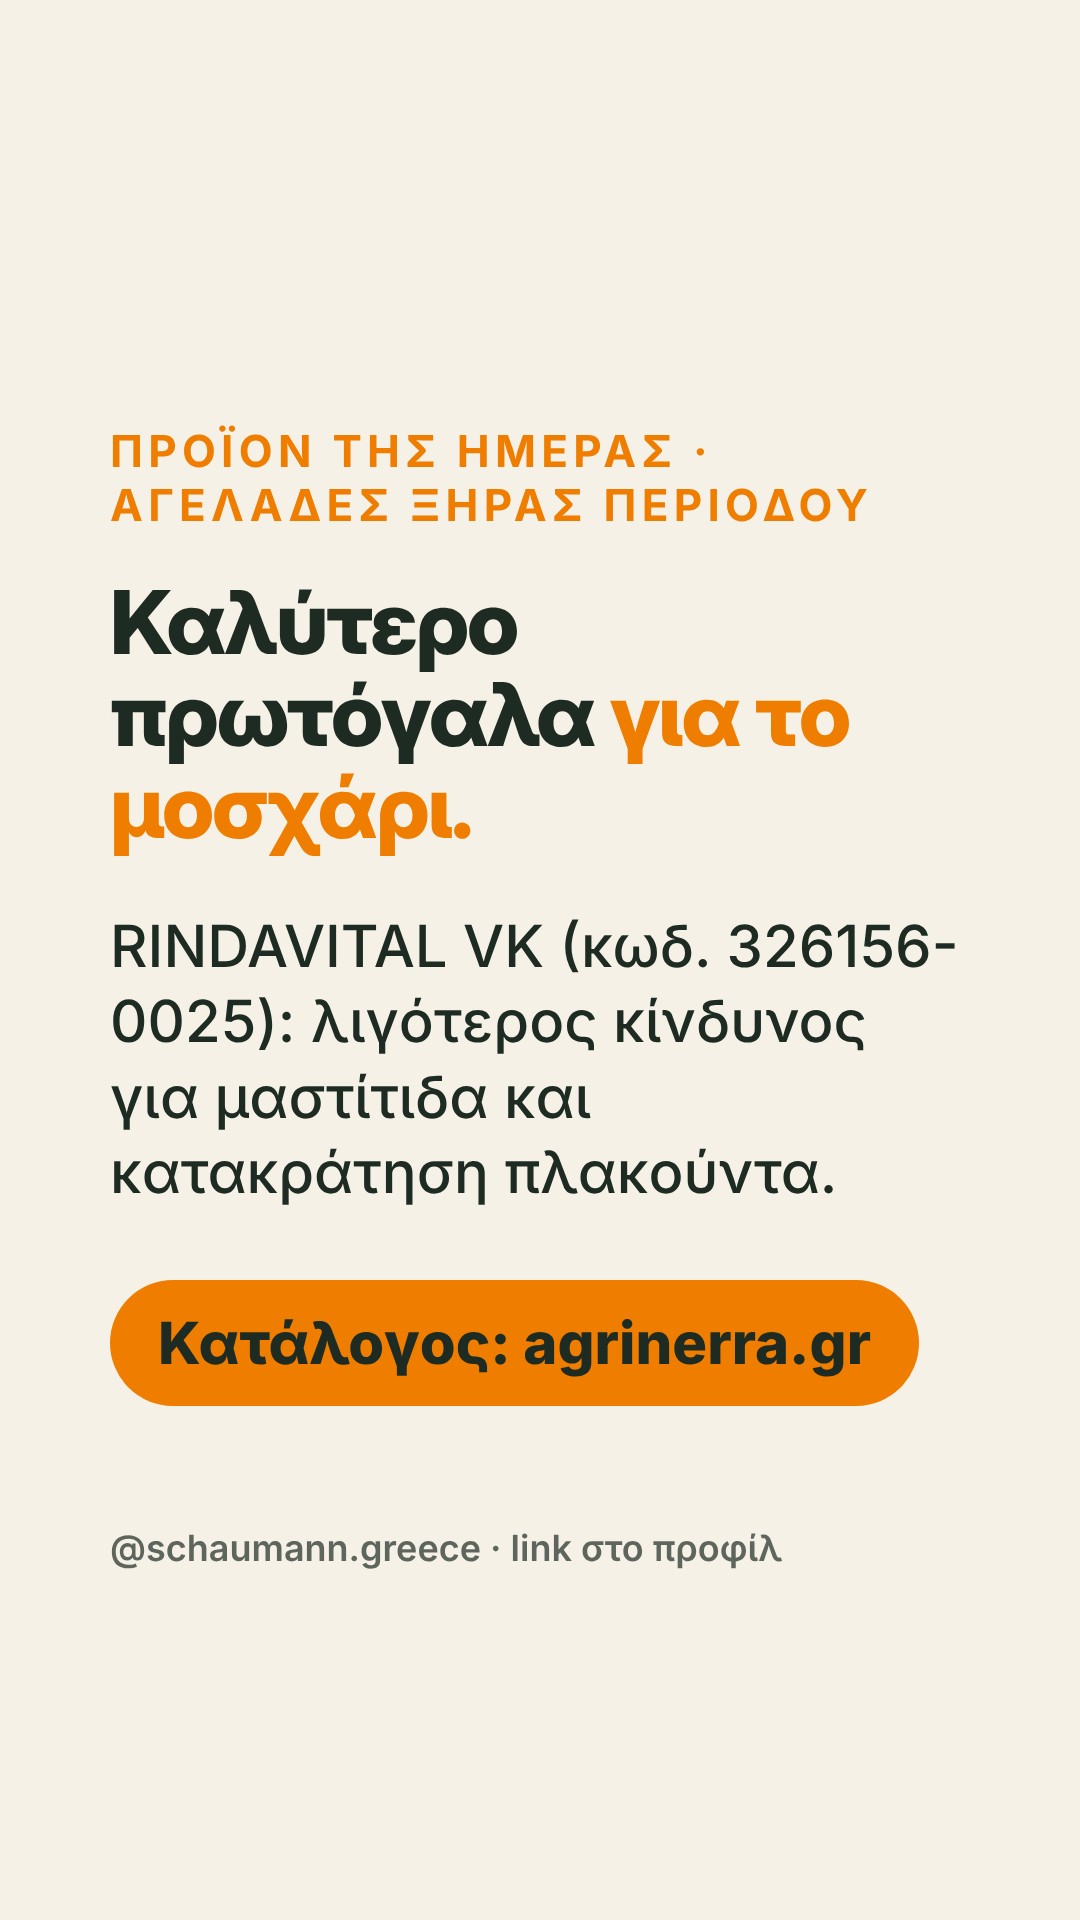 ΠΡΟΪΟΝ ΤΗΣ ΗΜΕΡΑΣ ·
ΑΓΕΛΑΔΕΣ ΞΗΡΑΣ ΠΕΡΙΟΔΟΥ
Καλύτερο
πρωτόγαλα για το
μοσχάρι.
RINDAVITAL VK (κωδ. 326156-
0025): λιγότερος κίνδυνος
για μαστίτιδα και
κατακράτηση πλακούντα.
Κατάλογος: agrinerra.gr
@schaumann.greece · link στο προφίλ